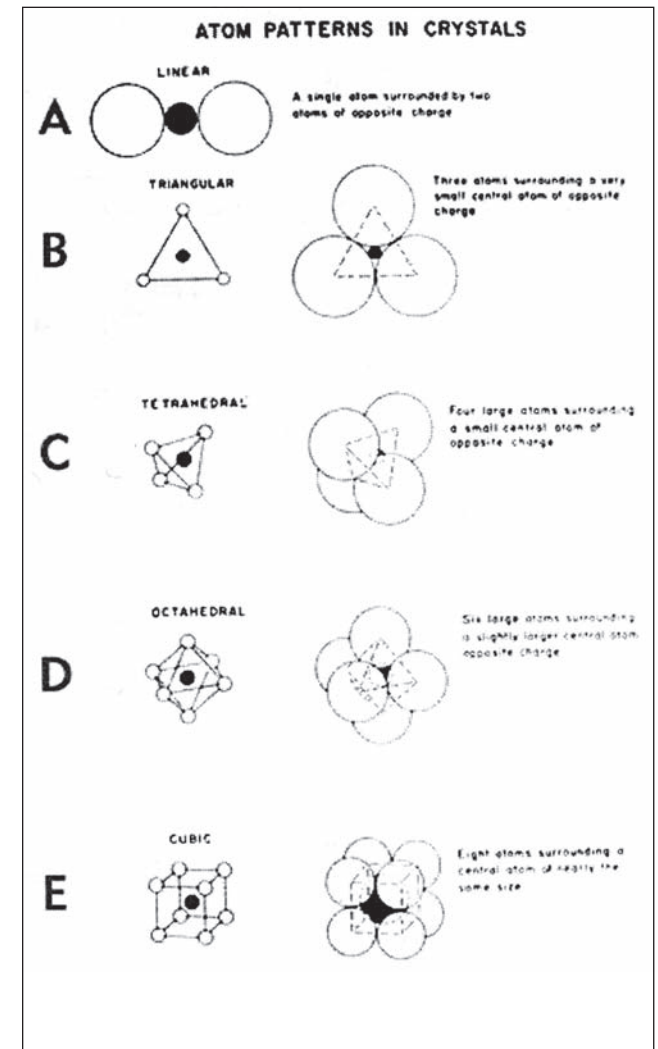 ATOM PATTERNS IN CRYSTALS
LINEAR
A
A single atom surrounded by two
atoms of opposite charge
TRIANGULAR
B
Three atoms surrounding a very
small central atom of opposite
charge
TETRAHEDRAL
C
Four large atoms surrounding
a small central atom of
opposite charge
OCTAHEDRAL
D
Six large atoms surrounding
a slightly larger central atom
opposite charge
CUBIC
E
Eight atoms surrounding a
central atom of nearly the
same size